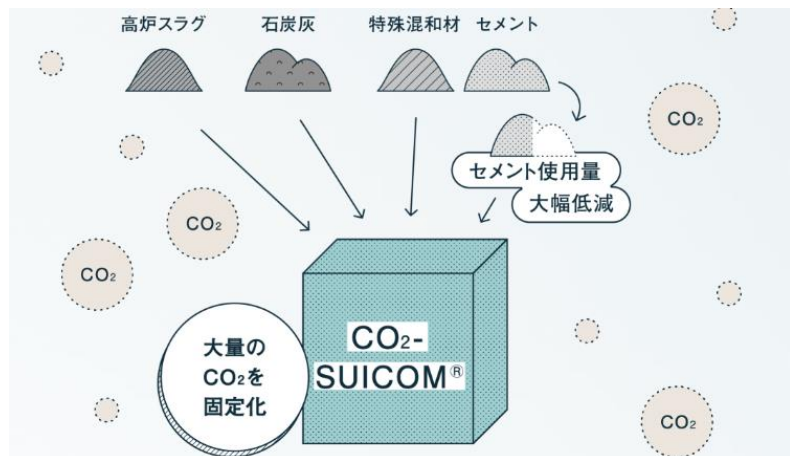 高炉スラグ
石炭灰
特殊混和材
セメント
CO₂
セメント使用量
大幅低減
CO₂
CO₂
大量の
CO₂を
固定化
CO₂-
SUICOM®
CO₂